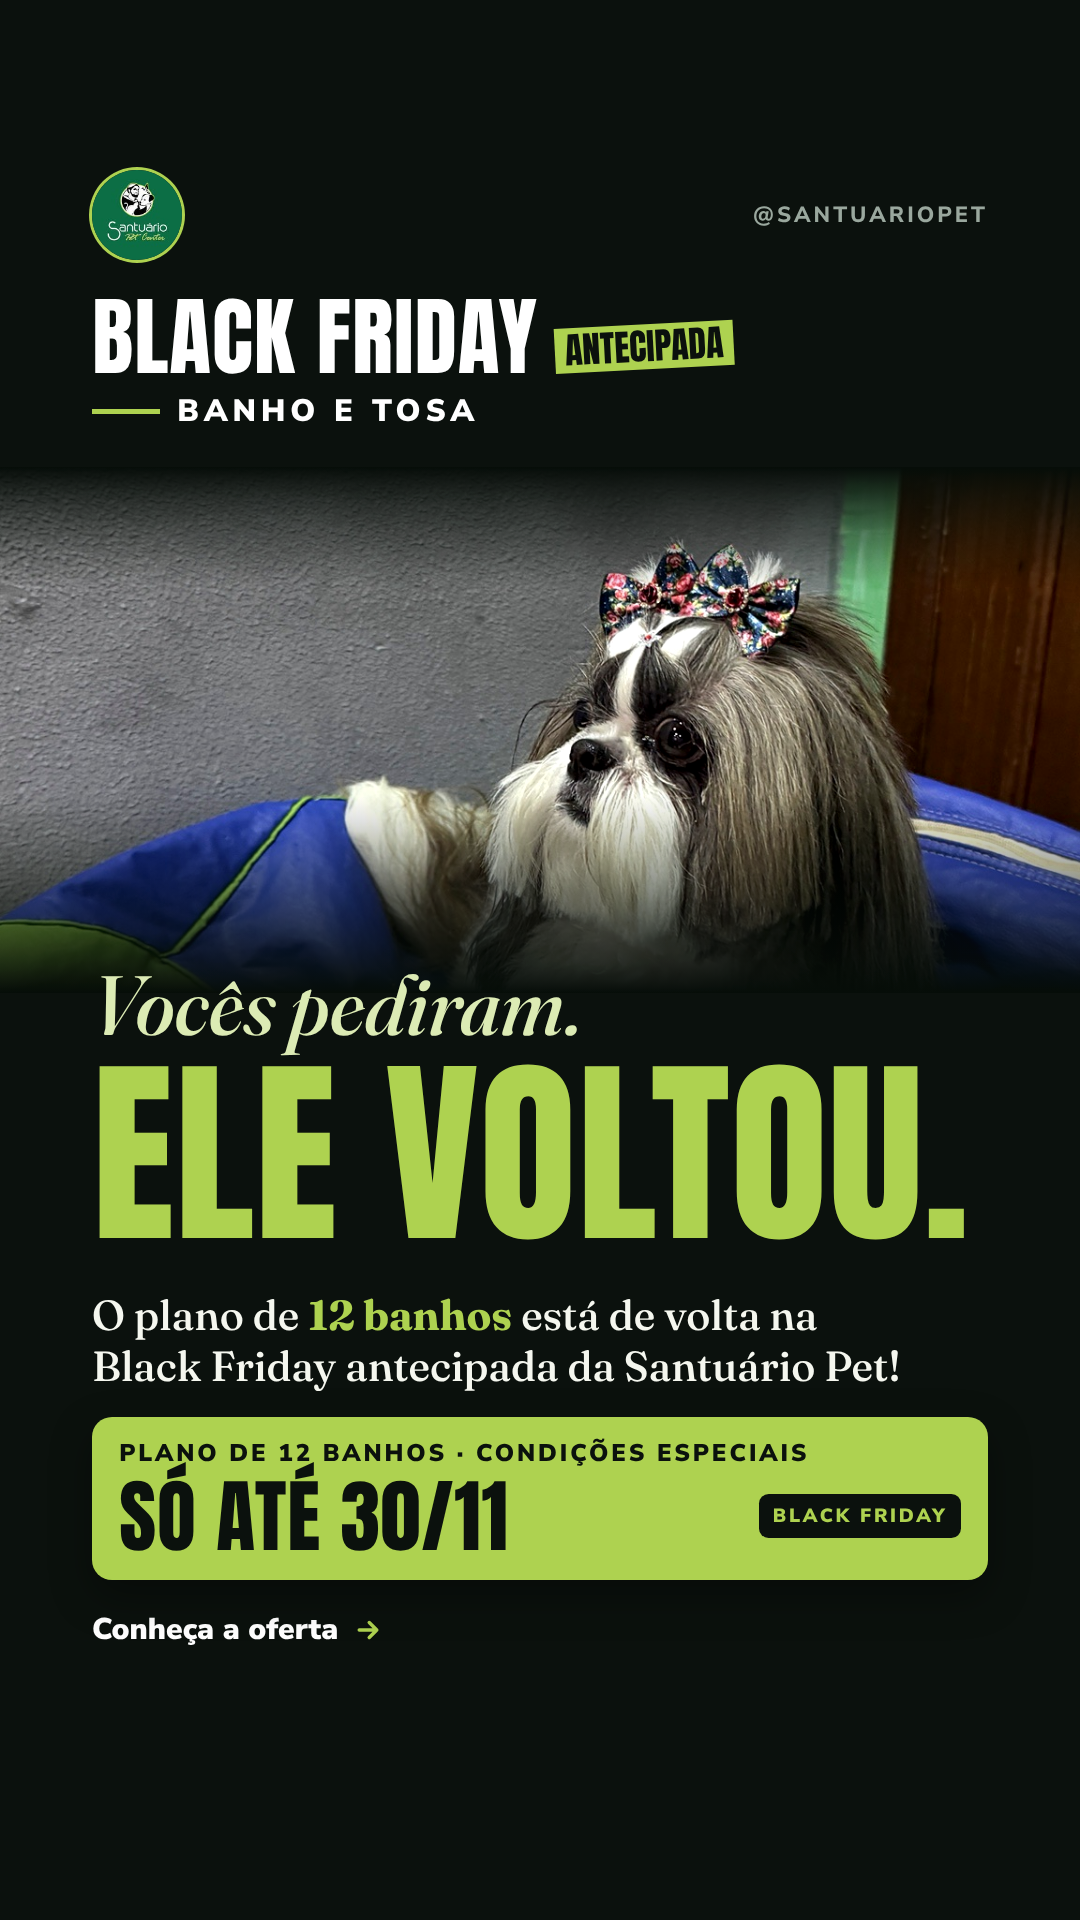 Santuário
Pet Center
@SANTUARIOPET
BLACK FRIDAY ANTECIPADA
BANHO E TOSA
Vocês pediram.
ELE VOLTOU.
O plano de 12 banhos está de volta na
Black Friday antecipada da Santuário Pet!
PLANO DE 12 BANHOS · CONDIÇÕES ESPECIAIS
SÓ ATÉ 30/11
BLACK FRIDAY
Conheça a oferta →